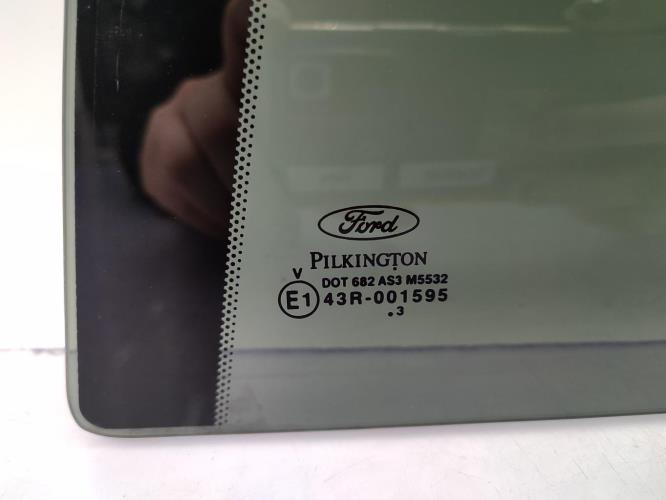 Ford
PILKINGTON
V DOT 682 AS3 M5532
E1 43R-001595
.3